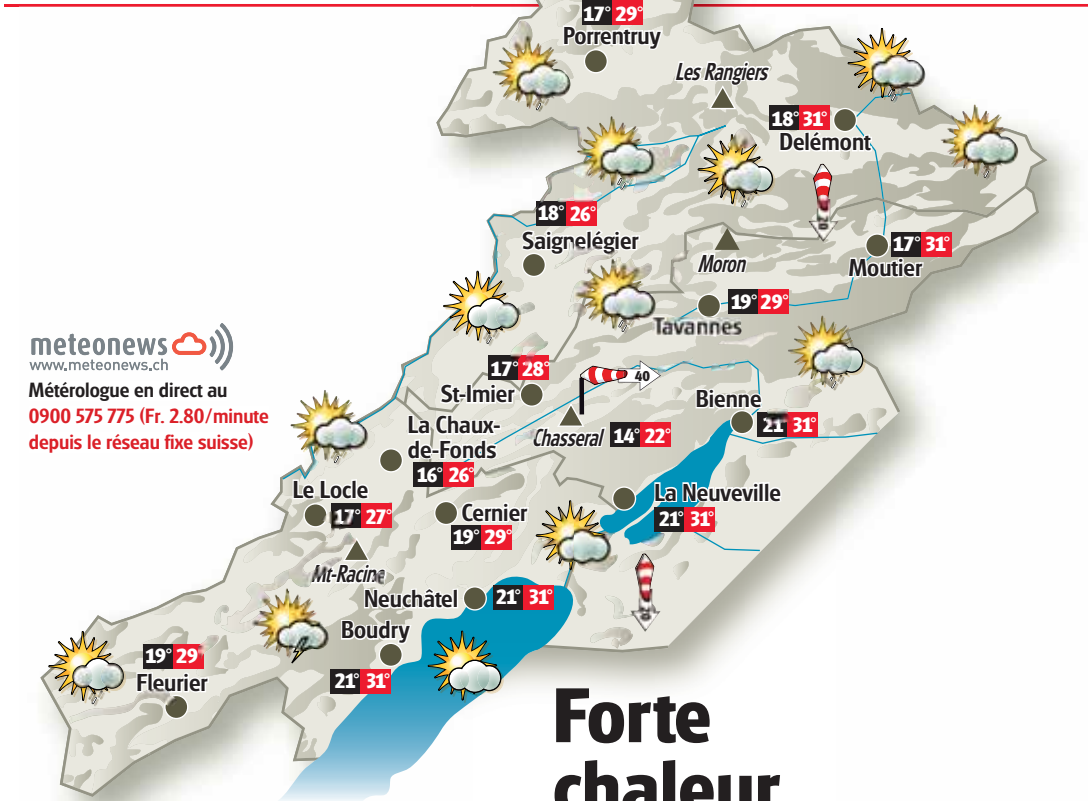 17° 29°
Porrentruy
Les Rangiers
18° 31°
Delémont
18° 26°
Saignelégier
Moron
17° 31°
Moutier
19° 29°
Tavannes
meteonews
www.meteonews.ch
Météorologue en direct au
0900 575 775 (Fr. 2.80/minute
depuis le réseau fixe suisse)
17° 28°
St-Imier
40
Chasseral 14° 22°
Bienne
21° 31°
La Chaux-
de-Fonds
16° 26°
Le Locle
17° 27°
Cernier
19° 29°
La Neuveville
21° 31°
Mt-Racine
Neuchâtel 21° 31°
Boudry
21° 31°
19° 29°
Fleurier
Forte
chaleur